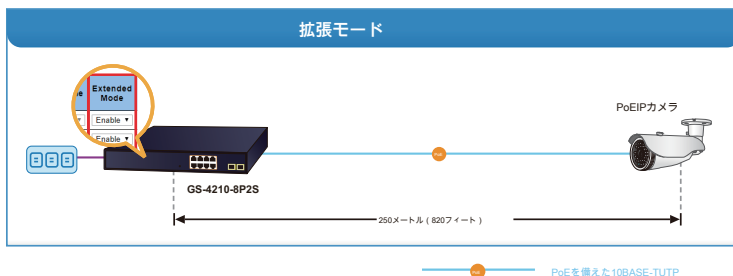 拡張モード
Extended
Mode
Enable
Enable
PoEIPカメラ
PoE
GS-4210-8P2S
250メートル ( 820フィート )
PoEを備えた10BASE-TUTP